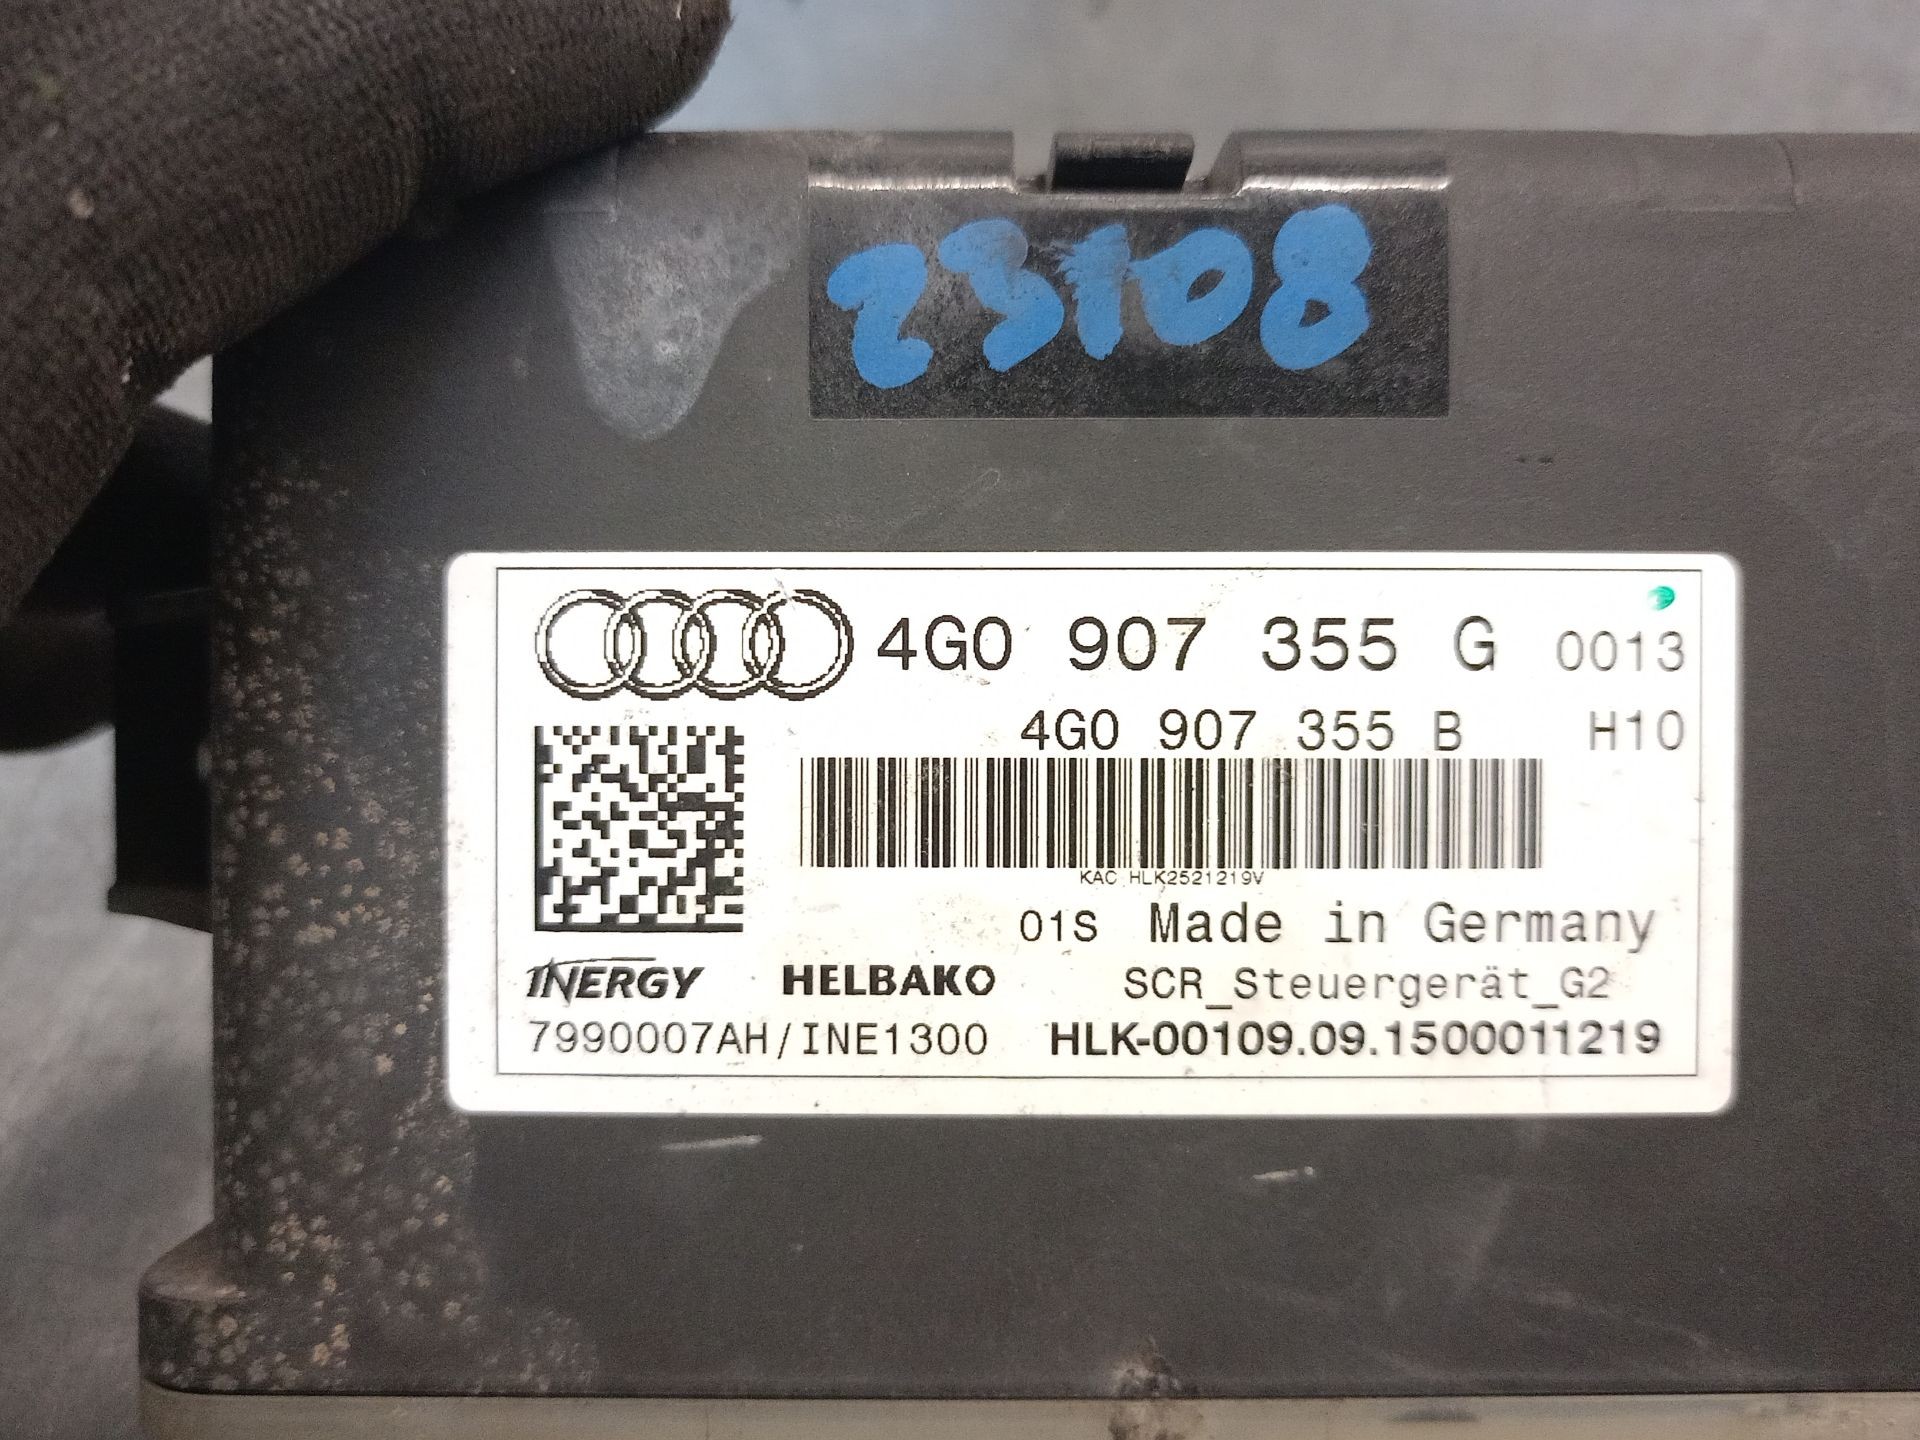 23108
4G0 907 355 G 0013
4G0 907 355 B H10
KAC HLK2521219V
01S Made in Germany
INERGY HELBAKO SCR_Steuergerät_G2
7990007AH/INE1300 HLK-00109.09.1500011219